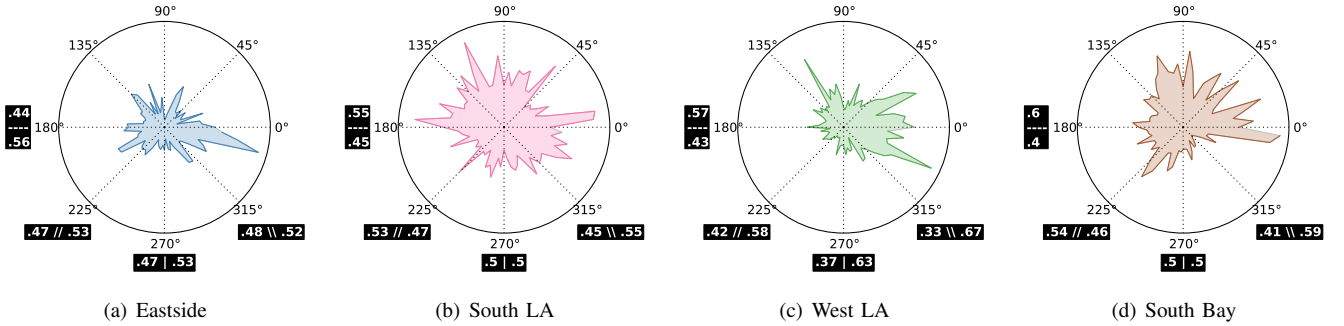 90°
135°
45°
.44
----
.56
180°
0°
225°
315°
.47 // .53
.48 \\ .52
270°
.47 | .53
(a) Eastside
90°
135°
45°
.55
----
.45
180°
0°
225°
315°
.53 // .47
.45 \\ .55
270°
.5 | .5
(b) South LA
90°
135°
45°
.57
----
.43
180°
0°
225°
315°
.42 // .58
.33 \\ .67
270°
.37 | .63
(c) West LA
90°
135°
45°
.6
----
.4
180°
0°
225°
315°
.54 // .46
.41 \\ .59
270°
.5 | .5
(d) South Bay